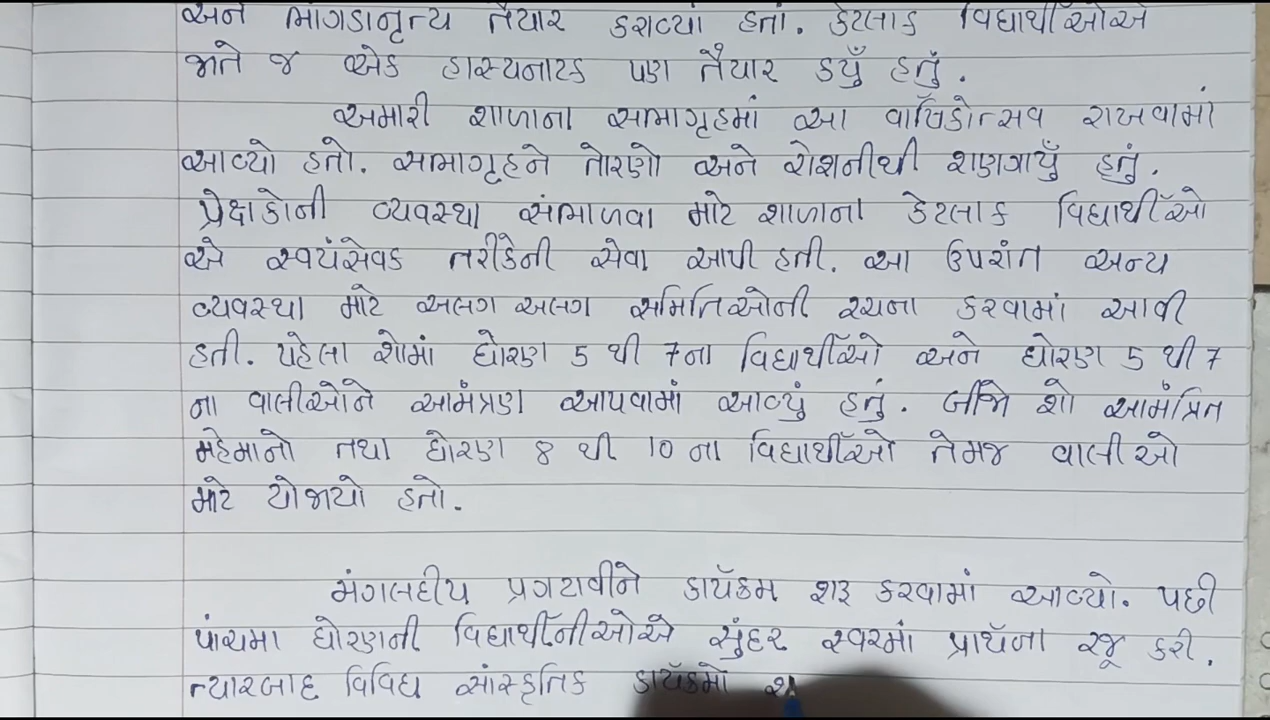 અને ભાંગડાનૃત્ય તૈયાર કરાવ્યાં હતાં. કેટલાક વિદ્યાર્થીઓએ
જાતે જ એક હાસ્યનાટક પણ તૈયાર કર્યું હતું.
અમારી શાળાના સભાગૃહમાં આ વાર્ષિકોત્સવ રાખવામાં
આવ્યો હતો. સભાગૃહને તોરણો અને રોશનીથી શણગાર્યું હતું.
પ્રેક્ષાકોની વ્યવસ્થા સંભાળવા માટે શાળાના કેટલાક વિદ્યાર્થીઓ
એ સ્વયંસેવક તરીકેની સેવા આપી હતી. આ ઉપરાંત અન્ય
વ્યવસ્થા માટે અલગ અલગ સમિતિઓની રચના કરવામાં આવી
હતી. પહેલા શોમાં ધોરણ 5 થી 7ના વિદ્યાર્થીઓ અને ધોરણ 5 થી 7
ના વાલીઓને આમંત્રણ આપવામાં આવ્યું હતું. બીજો શો આમંત્રિત
મહેમાનો તથા ધોરણ 8 થી 10 ના વિદ્યાર્થીઓ તેમજ વાલીઓ
માટે યોજાયો હતો.
મંગલદીપ પ્રગટાવીને કાર્યક્રમ શરૂ કરવામાં આવ્યો. પછી
પાંચમા ધોરણની વિદ્યાર્થીનીઓએ સુંદર સ્વરમાં પ્રાર્થના રજૂ કરી.
ત્યારબાદ વિવિધ સાંસ્કૃતિક કાર્યક્રમો